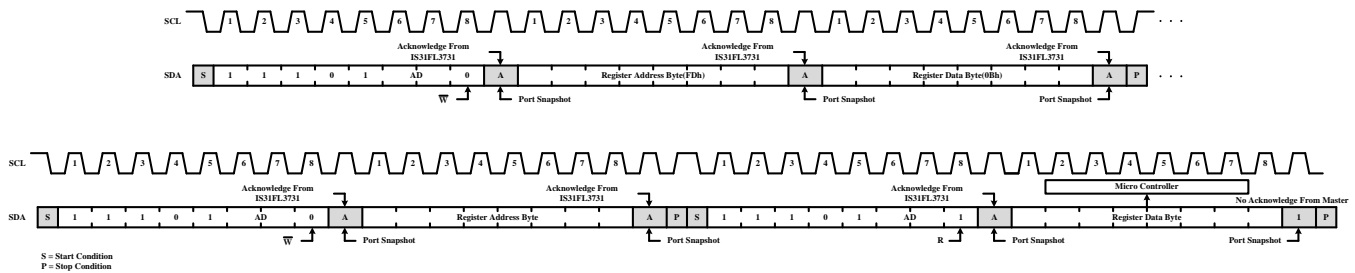 SCL 1 2 3 4 5 6 7 8 1 2 3 4 5 6 7 8 1 2 3 4 5 6 7 8 . . .
Acknowledge From Acknowledge From Acknowledge From
IS31FL3731 IS31FL3731 IS31FL3731
SDA S 1 1 1 0 1 AD 0 A Register Address Byte(FDh) A Register Data Byte(0Bh) A P . . .
W Port Snapshot Port Snapshot Port Snapshot
SCL 1 2 3 4 5 6 7 8 1 2 3 4 5 6 7 8 1 2 3 4 5 6 7 8 1 2 3 4 5 6 7 8
Micro Controller
Acknowledge From Acknowledge From Acknowledge From
IS31FL3731 IS31FL3731 IS31FL3731 No Acknowledge From Master
SDA S 1 1 1 0 1 AD 0 A Register Address Byte A P S 1 1 1 0 1 AD 1 A Register Data Byte 1 P
W Port Snapshot Port Snapshot R Port Snapshot Port Snapshot
S = Start Condition
P = Stop Condition